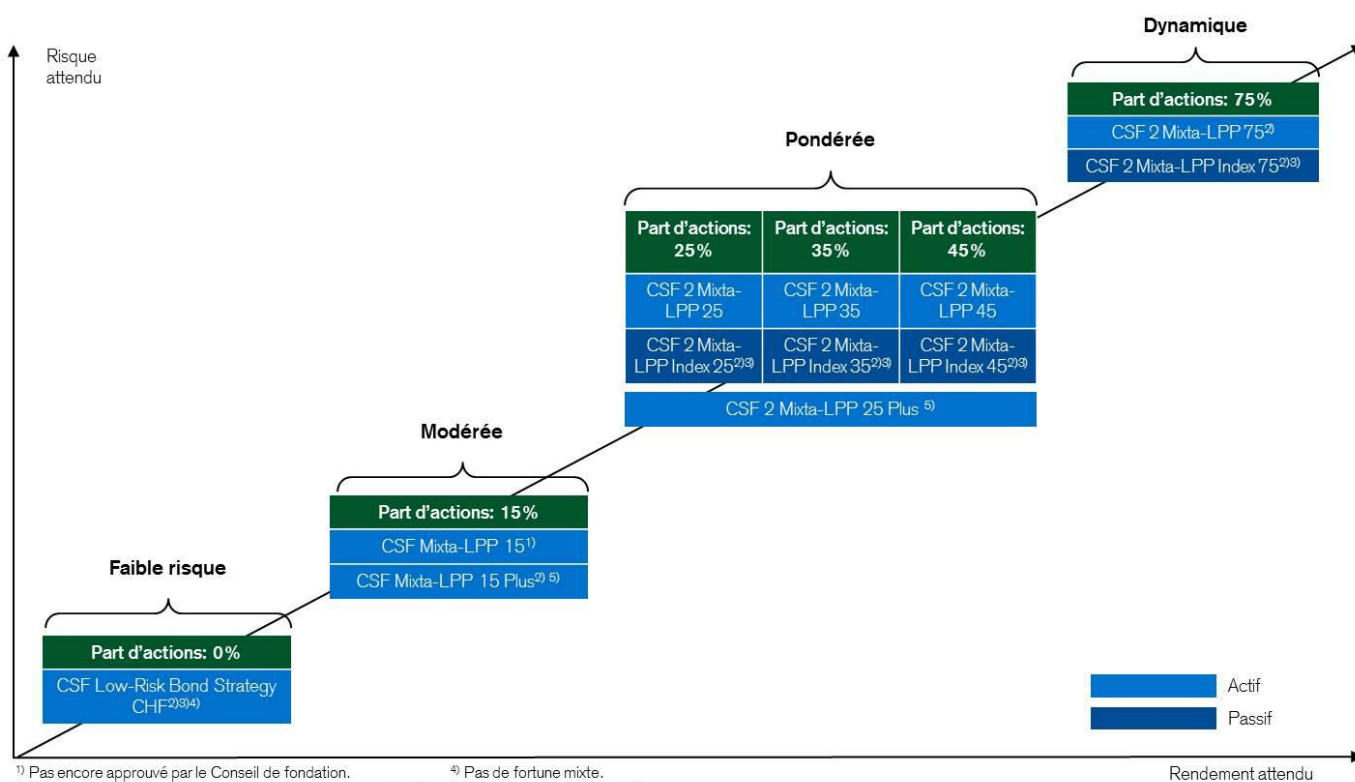 Risque
attendu
Dynamique
Part d'actions: 75%
CSF 2 Mixta-LPP 75²⁾
CSF 2 Mixta-LPP Index 75²⁾³⁾
Pondérée
Part d'actions:
25%
Part d'actions:
35%
Part d'actions:
45%
CSF 2 Mixta-
LPP 25
CSF 2 Mixta-
LPP 35
CSF 2 Mixta-
LPP 45
CSF 2 Mixta-
LPP Index 25²⁾³⁾
CSF 2 Mixta-
LPP Index 35²⁾³⁾
CSF 2 Mixta-
LPP Index 45²⁾³⁾
CSF 2 Mixta-LPP 25 Plus ⁵⁾
Modérée
Part d'actions: 15%
CSF Mixta-LPP 15¹⁾
CSF Mixta-LPP 15 Plus²⁾ ⁵⁾
Faible risque
Part d'actions: 0%
CSF Low-Risk Bond Strategy
CHF²⁾³⁾⁴⁾
Actif
Passif
¹⁾ Pas encore approuvé par le Conseil de fondation.
⁴⁾ Pas de fortune mixte.
Rendement attendu